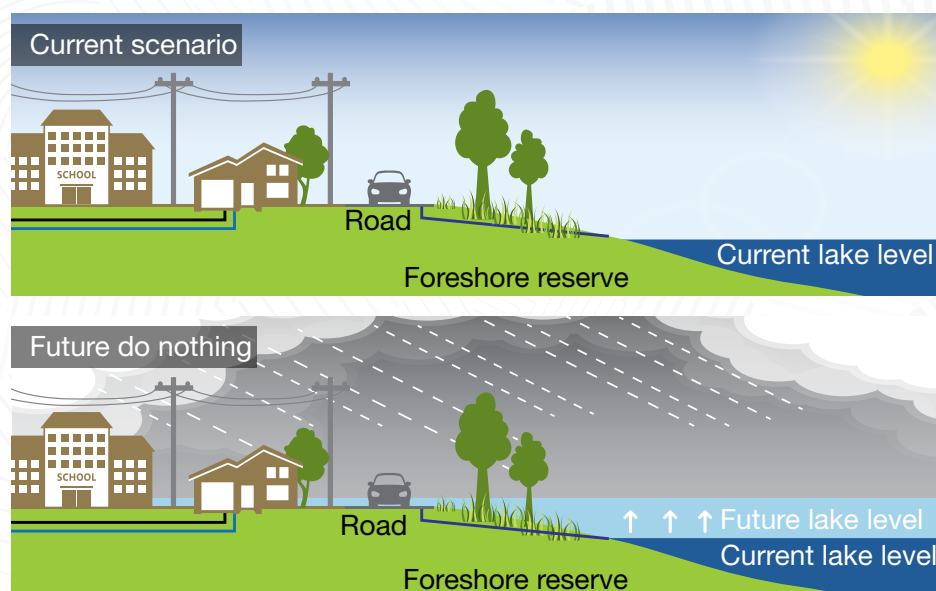 Current scenario
SCHOOL
Road
Current lake level
Foreshore reserve
Future do nothing
SCHOOL
Road
Future lake level
Current lake level
Foreshore reserve